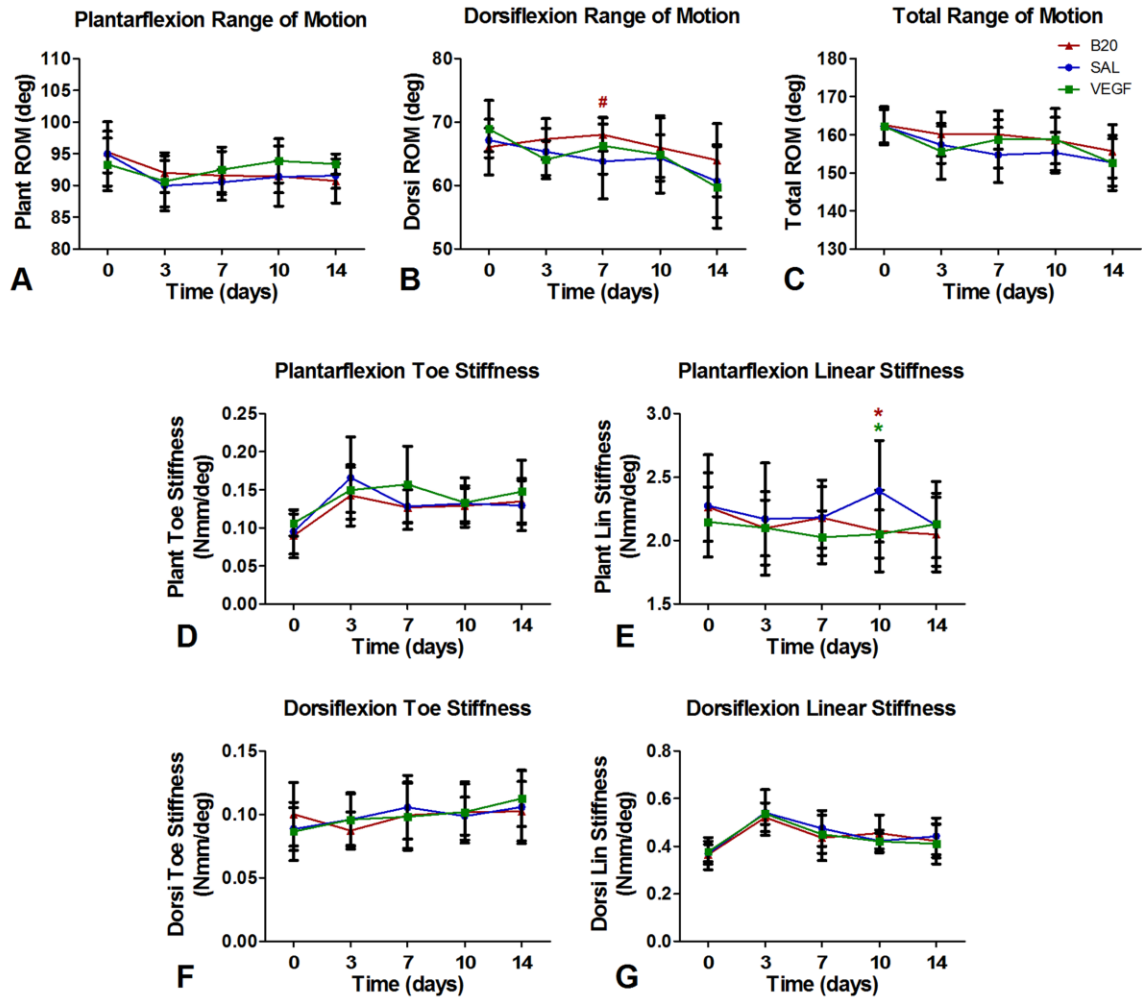 Plantarflexion Range of Motion
Plant ROM (deg)
110
105
100
95
90
85
80
0 3 7 10 14
Time (days)
A
Dorsiflexion Range of Motion
Dorsi ROM (deg)
80
70
60
50
#
0 3 7 10 14
Time (days)
B
Total Range of Motion
B20
SAL
VEGF
Total ROM (deg)
180
170
160
150
140
130
0 3 7 10 14
Time (days)
C
Plantarflexion Toe Stiffness
Plant Toe Stiffness
(Nmm/deg)
0.25
0.20
0.15
0.10
0.05
0.00
0 3 7 10 14
Time (days)
D
Plantarflexion Linear Stiffness
Plant Lin Stiffness
(Nmm/deg)
3.0
2.5
2.0
1.5
*
*
0 3 7 10 14
Time (days)
E
Dorsiflexion Toe Stiffness
Dorsi Toe Stiffness
(Nmm/deg)
0.15
0.10
0.05
0.00
0 3 7 10 14
Time (days)
F
Dorsiflexion Linear Stiffness
Dorsi Lin Stiffness
(Nmm/deg)
0.8
0.6
0.4
0.2
0.0
0 3 7 10 14
Time (days)
G